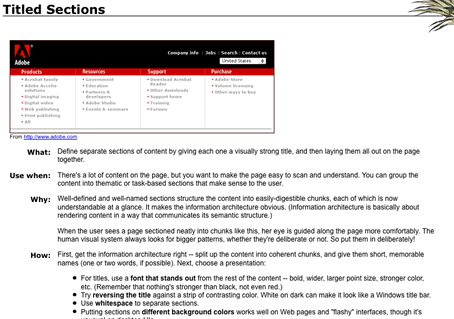 Titled Sections
Company info | Jobs | Search | Contact us
United States
Adobe
Products Resources Support Purchase
Acrobat family
Adobe Access solutions
Digital imaging
Digital video
Web publishing
Print publishing
All
Government
Education
Partners & developers
Adobe Studio
Events & seminars
Download Acrobat Reader
Other downloads
Support home
Training
Forums
Adobe Store
Volume licensing
Other ways to buy
From http://www.adobe.com
What: Define separate sections of content by giving each one a visually strong title, and then laying them all out on the page
together.
Use when: There's a lot of content on the page, but you want to make the page easy to scan and understand. You can group the
content into thematic or task-based sections that make sense to the user.
Why: Well-defined and well-named sections structure the content into easily-digestible chunks, each of which is now
understandable at a glance. It makes the information architecture obvious. (Information architecture is basically about
rendering content in a way that communicates its semantic structure.)
When the user sees a page sectioned neatly into chunks like this, her eye is guided along the page more comfortably. The
human visual system always looks for bigger patterns, whether they're deliberate or not. So put them in deliberately!
How: First, get the information architecture right -- split up the content into coherent chunks, and give them short, memorable
names (one or two words, if possible). Next, choose a presentation:
For titles, use a font that stands out from the rest of the content -- bold, wider, larger point size, stronger color,
etc. (Remember that nothing's stronger than black, not even red.)
Try reversing the title against a strip of contrasting color. White on dark can make it look like a Windows title bar.
Use whitespace to separate sections.
Putting sections on different background colors works well on Web pages and "flashy" interfaces, though it's